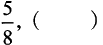 5/8, (    )